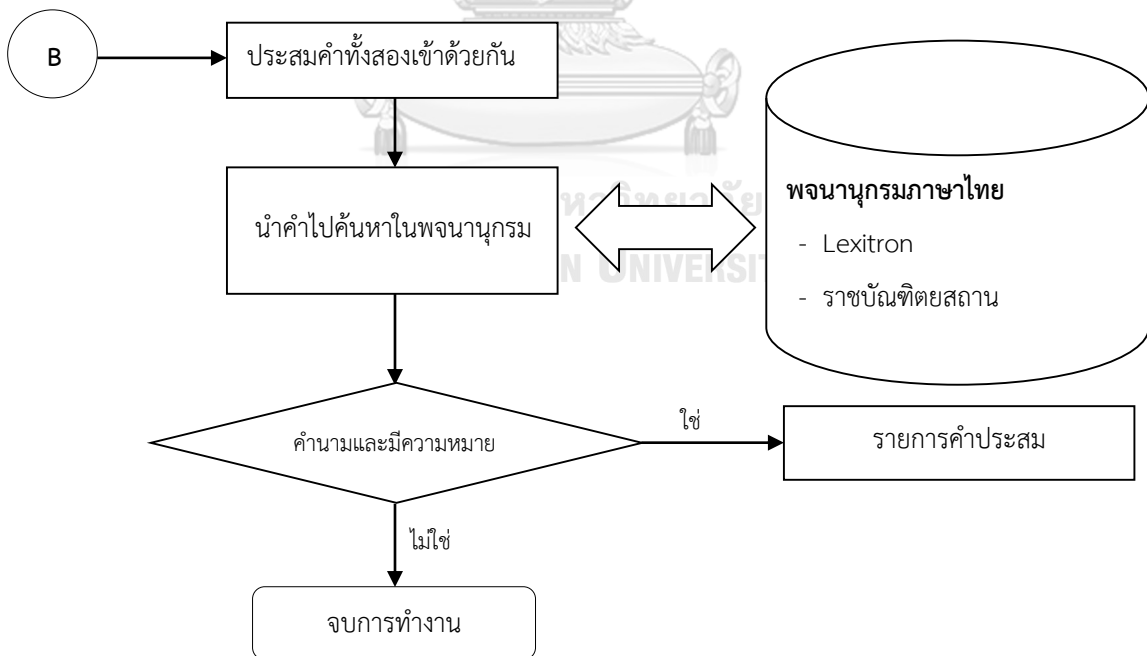 B
ประสมคำทั้งสองเข้าด้วยกัน
นำคำไปค้นหาในพจนานุกรม
พจนานุกรมภาษาไทย
- Lexitron
- ราชบัณฑิตยสถาน
คำนามและมีความหมาย
ใช่
รายการคำประสม
ไม่ใช่
จบการทำงาน